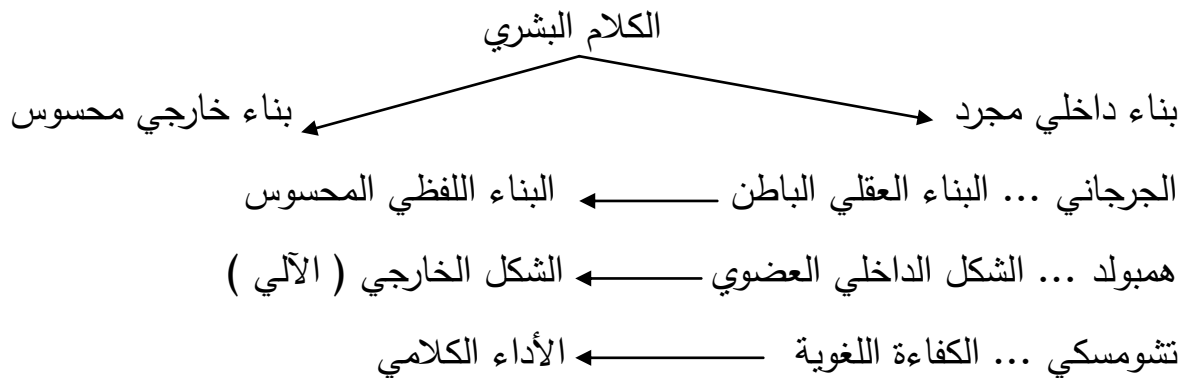 الكلام البشري
بناء داخلي مجرد بناء خارجي محسوس
الجرجاني ... البناء العقلي الباطن البناء اللفظي المحسوس
همبولد ... الشكل الداخلي العضوي الشكل الخارجي ( الآلي )
تشومسكي ... الكفاءة اللغوية الأداء الكلامي